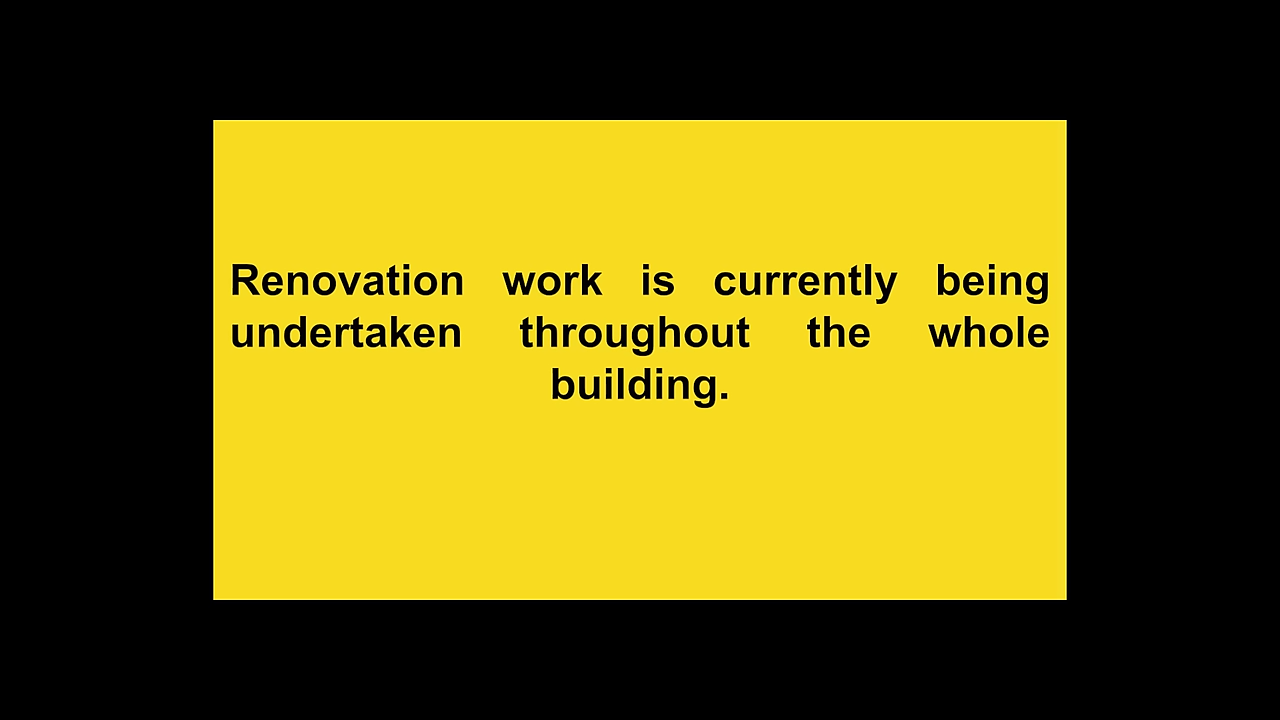 Renovation work is currently being
undertaken throughout the whole
building.